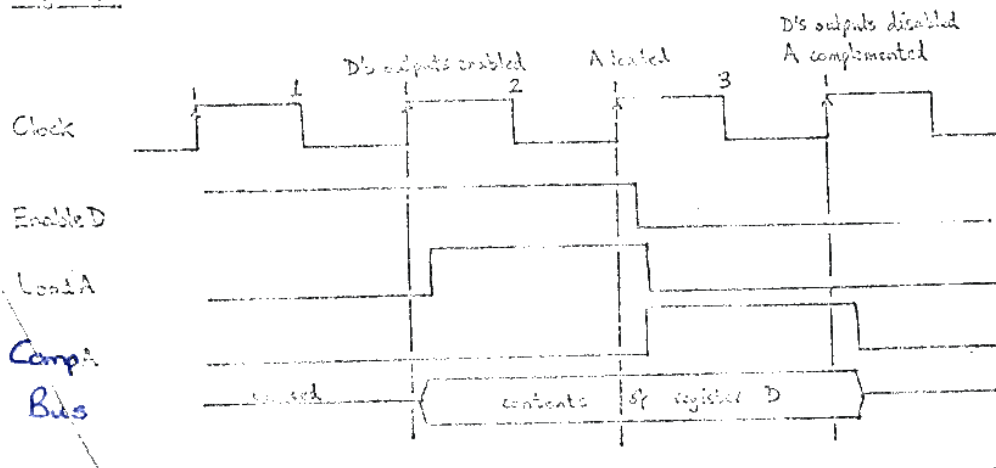 D's outputs disabled
D's outputs enabled A loaded A complemented
1 2 3
Clock
Enable D
Load A
Comp A
Bus contents of register D